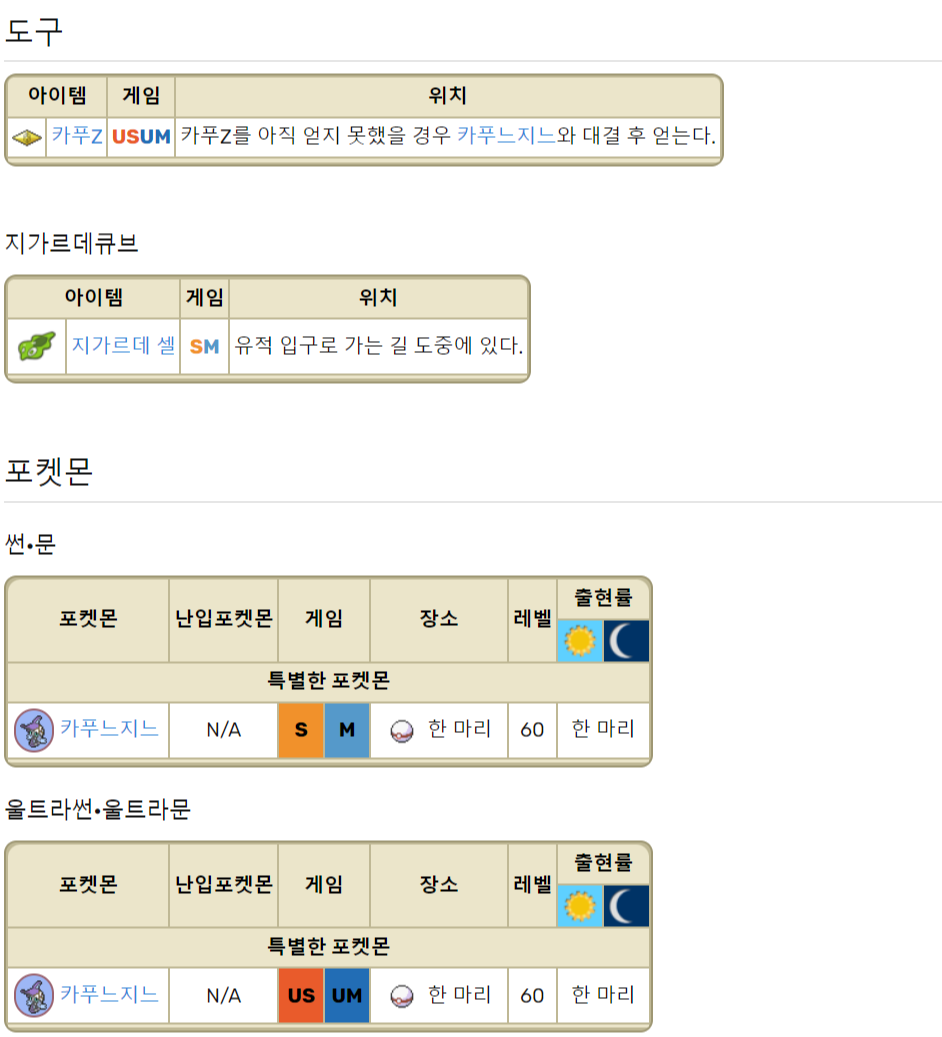 도구
아이템 게임 위치
카푸Z USUM 카푸Z를 아직 얻지 못했을 경우 카푸느지느와 대결 후 얻는다.
지가르데큐브
아이템 게임 위치
지가르데 셀 SM 유적 입구로 가는 길 도중에 있다.
포켓몬
썬•문
포켓몬 난입포켓몬 게임 장소 레벨 출현률
특별한 포켓몬
카푸느지느 N/A S M 한 마리 60 한 마리
울트라썬•울트라문
포켓몬 난입포켓몬 게임 장소 레벨 출현률
특별한 포켓몬
카푸느지느 N/A US UM 한 마리 60 한 마리